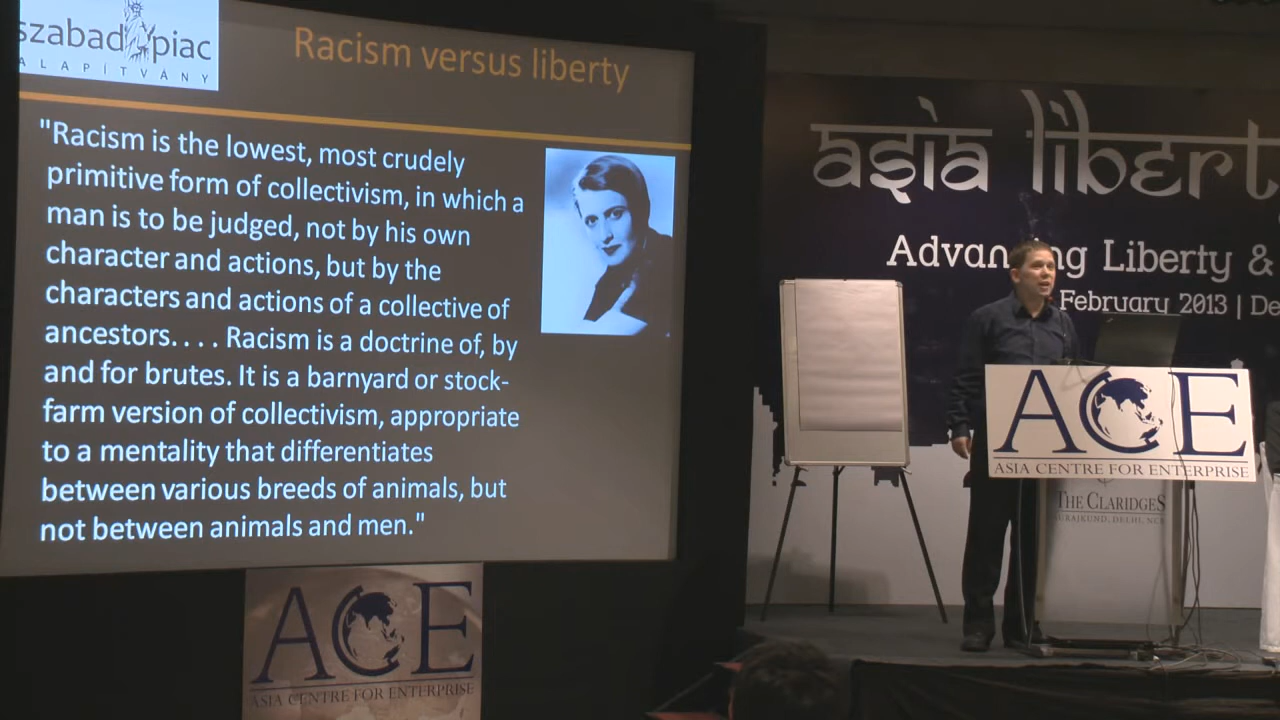 szabad piac
ALAPÍTVÁNY
Racism versus liberty
"Racism is the lowest, most crudely
primitive form of collectivism, in which a
man is to be judged, not by his own
character and actions, but by the
characters and actions of a collective of
ancestors. . . . Racism is a doctrine of, by
and for brutes. It is a barnyard or stock-
farm version of collectivism, appropriate
to a mentality that differentiates
between various breeds of animals, but
not between animals and men."
ACE
ASIA CENTRE FOR ENTERPRISE
asia libert
Advancing Liberty &
February 2013 | De
ACE
ASIA CENTRE FOR ENTERPRISE
THE CLARIDGES
SURAJKUND, DELHI, NCR